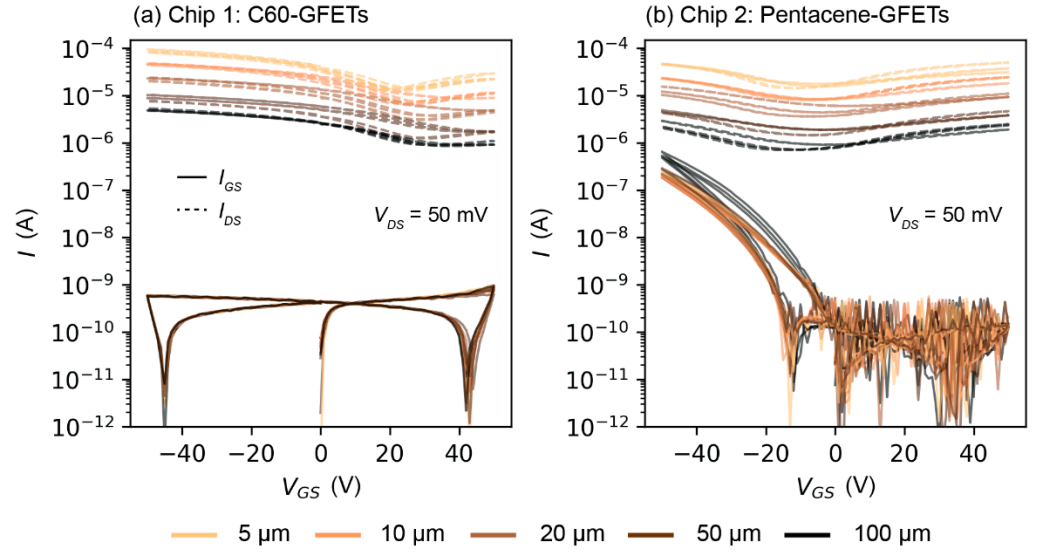 (a) Chip 1: C60-GFETs
(b) Chip 2: Pentacene-GFETs
I (A)
10⁻⁴
10⁻⁵
10⁻⁶
10⁻⁷
10⁻⁸
10⁻⁹
10⁻¹⁰
10⁻¹¹
10⁻¹²
I_GS
I_DS
V_DS = 50 mV
−40 −20 0 20 40
V_GS (V)
I (A)
10⁻⁴
10⁻⁵
10⁻⁶
10⁻⁷
10⁻⁸
10⁻⁹
10⁻¹⁰
10⁻¹¹
10⁻¹²
V_DS = 50 mV
−40 −20 0 20 40
V_GS (V)
5 μm 10 μm 20 μm 50 μm 100 μm